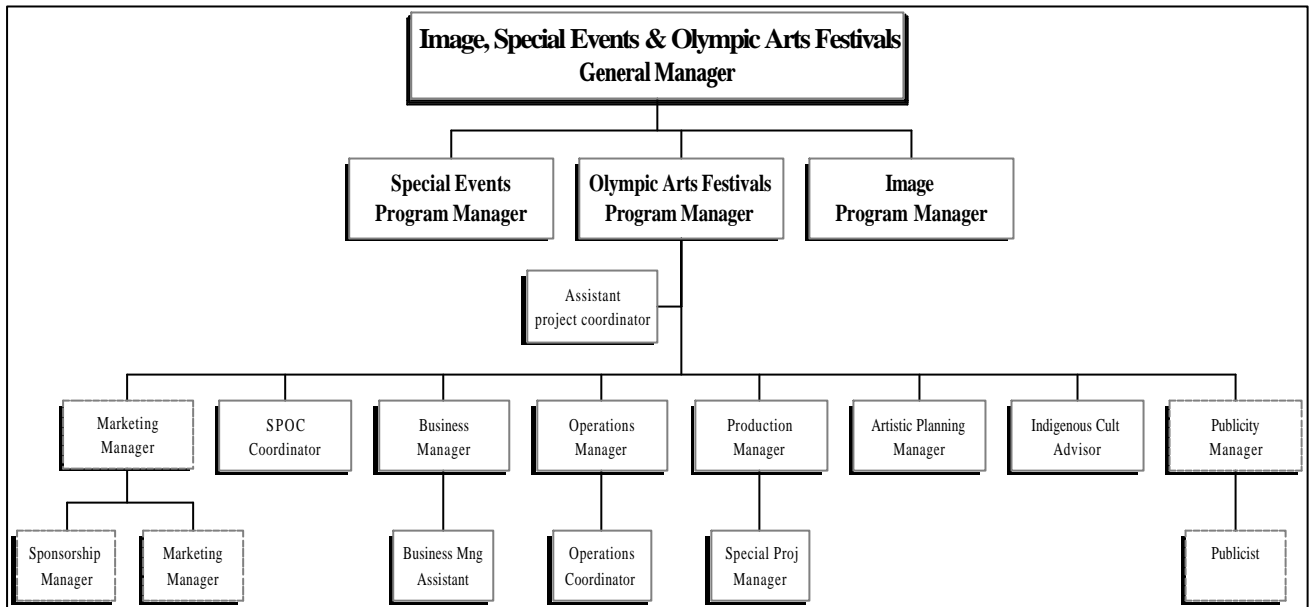 Image, Special Events & Olympic Arts Festivals
General Manager
Special Events
Program Manager
Olympic Arts Festivals
Program Manager
Image
Program Manager
Assistant
project coordinator
Marketing
Manager
SPOC
Coordinator
Business
Manager
Operations
Manager
Production
Manager
Artistic Planning
Manager
Indigenous Cult
Advisor
Publicity
Manager
Sponsorship
Manager
Marketing
Manager
Business Mng
Assistant
Operations
Coordinator
Special Proj
Manager
Publicist